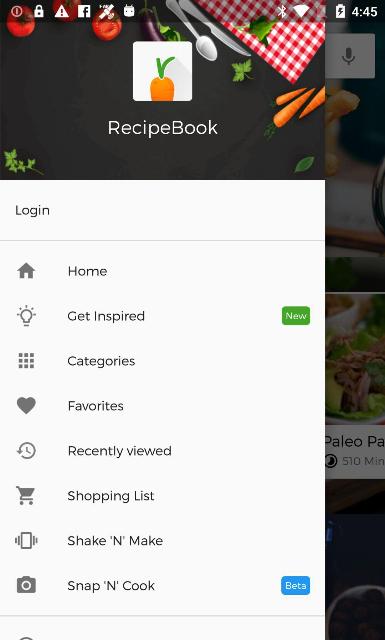 4:45
RecipeBook
Login
Home
Get Inspired
New
Categories
Favorites
Recently viewed
Shopping List
Shake 'N' Make
Snap 'N' Cook
Beta
Paleo Pa
510 Min